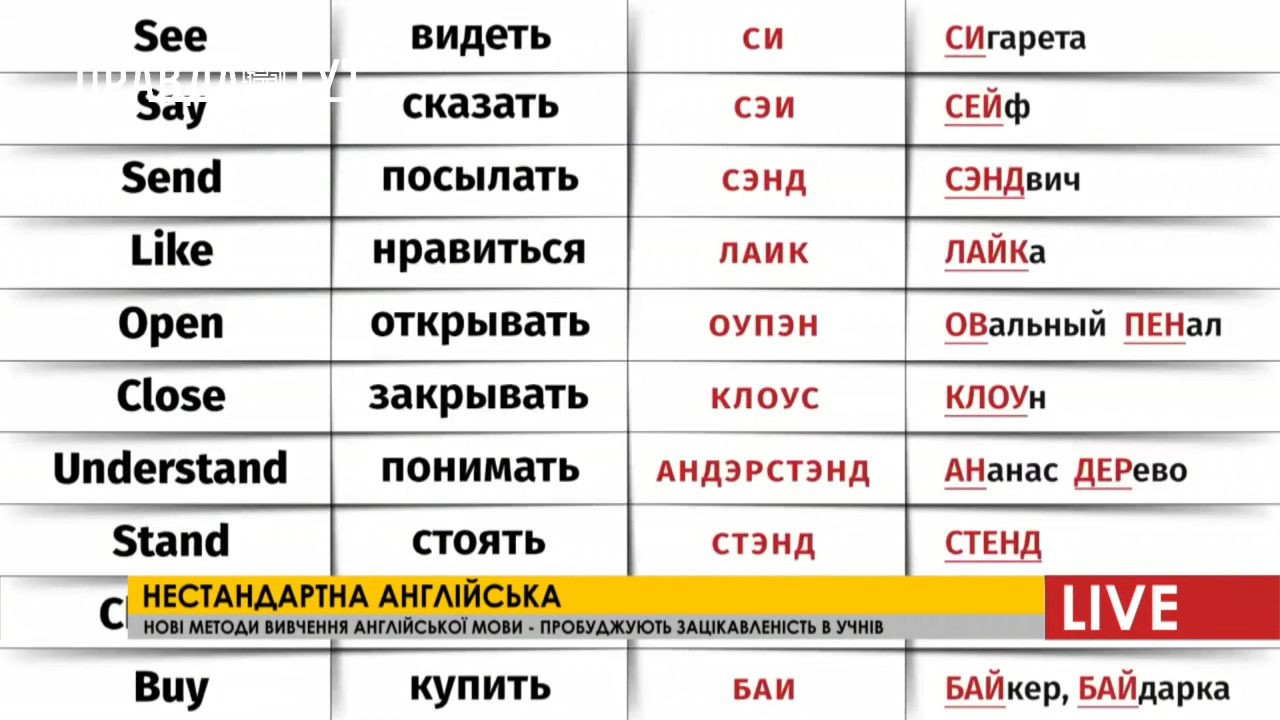 See видеть СИ СИгарета
ПРАВДА ТУТ
Say сказать СЭИ СЕЙф
Send посылать СЭНД СЭНДвич
Like нравиться ЛАИК ЛАЙКа
Open открывать ОУПЭН ОВальный ПЕНал
Close закрывать КЛОУС КЛОУн
Understand понимать АНДЭРСТЭНД АНанас ДЕРево
Stand стоять СТЭНД СТЕНД
НЕСТАНДАРТНА АНГЛІЙСЬКА
LIVE
НОВІ МЕТОДИ ВИВЧЕННЯ АНГЛІЙСЬКОЇ МОВИ - ПРОБУДЖУЮТЬ ЗАЦІКАВЛЕНІСТЬ В УЧНІВ
Buy купить БАИ БАЙкер, БАЙдарка